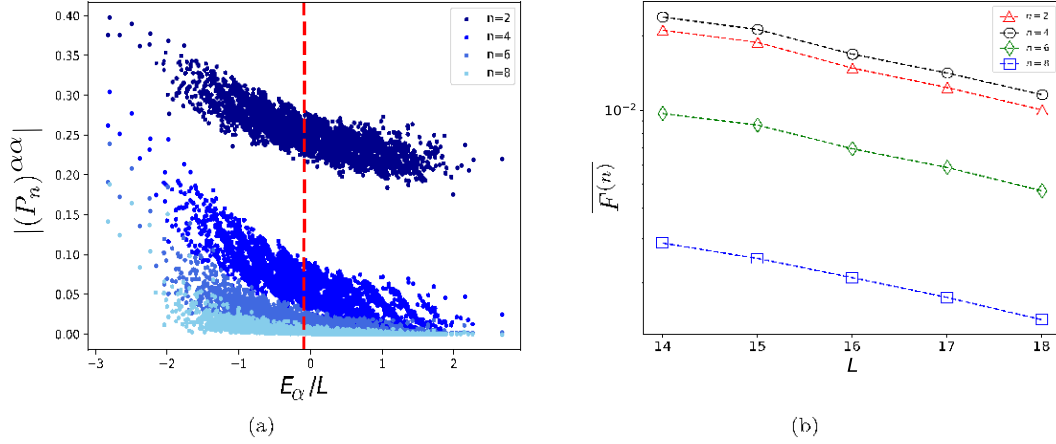 |(P_n)^{αα}|
0.40
0.35
0.30
0.25
0.20
0.15
0.10
0.05
0.00
n=2
n=4
n=6
n=8
−3 −2 −1 0 1 2 3
E_α/L
(a)
\overline{F^{(n)}}
10^{−2}
n=2
n=4
n=6
n=8
14 15 16 17 18
L
(b)